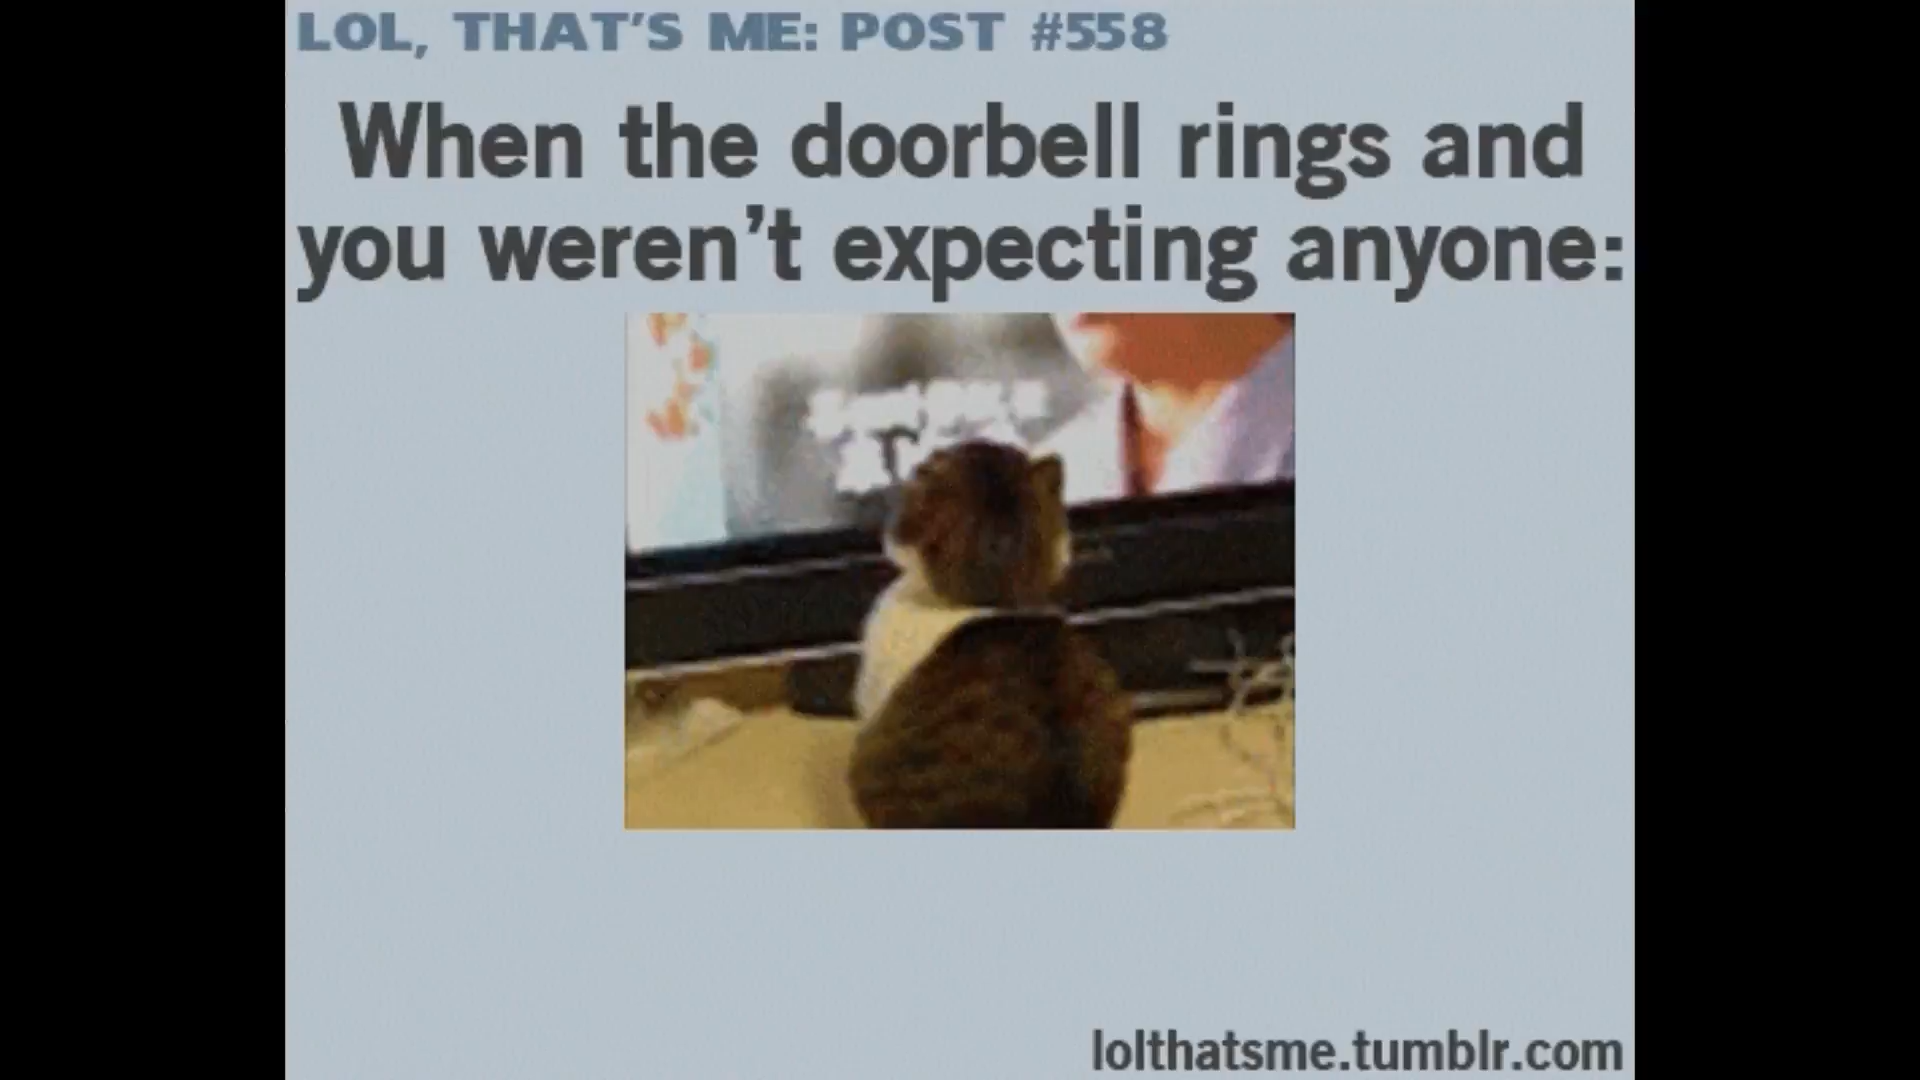 LOL, THAT'S ME: POST #558
When the doorbell rings and
you weren't expecting anyone:
lolthatsme.tumblr.com